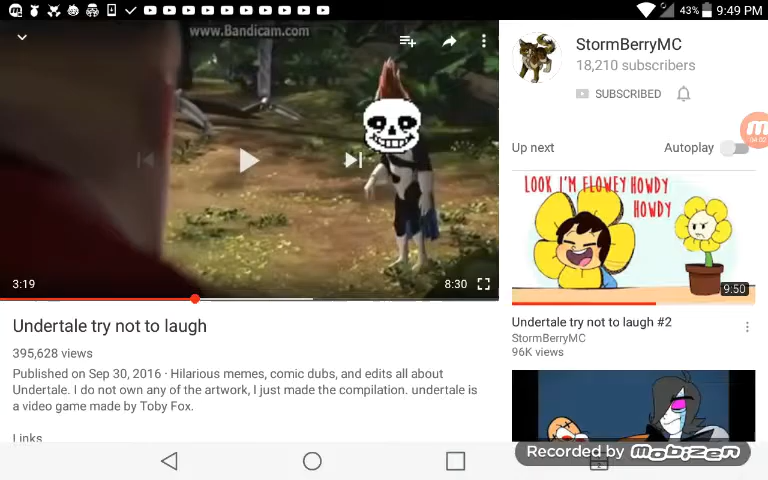 43% 9:49 PM
www.Bandicam.com
3:19
8:30
Undertale try not to laugh
395,628 views
Published on Sep 30, 2016 · Hilarious memes, comic dubs, and edits all about
Undertale. I do not own any of the artwork, I just made the compilation. undertale is
a video game made by Toby Fox.
Links
StormBerryMC
18,210 subscribers
SUBSCRIBED
Up next
Autoplay
LOOK I'M FLOWEY HOWDY
HOWDY
9:50
Undertale try not to laugh #2
StormBerryMC
96K views
Recorded by mobizen